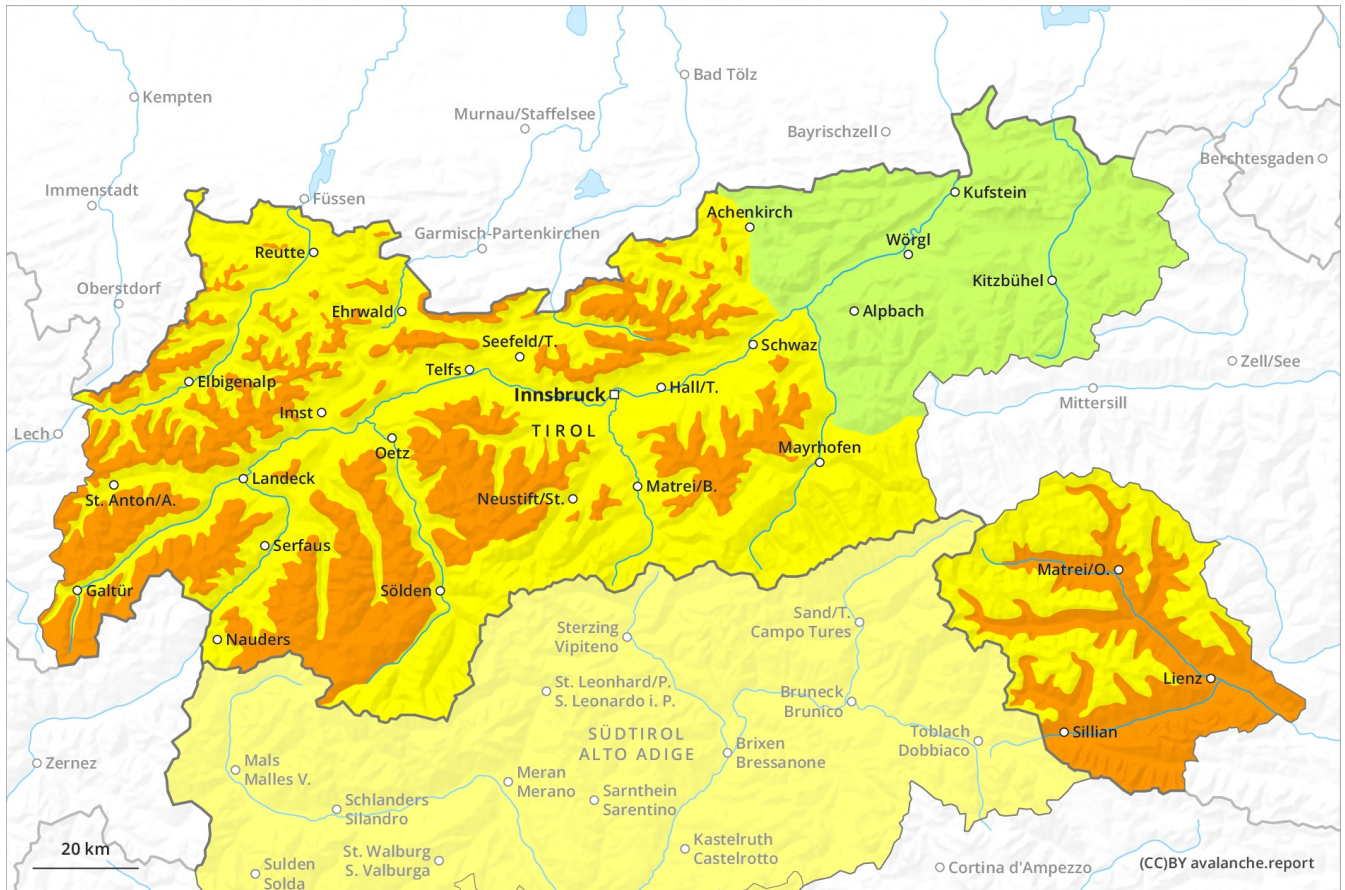 Bad Tölz
Kempten
Murnau/Staffelsee
Bayrischzell
Berchtesgaden
Immenstadt
Füssen
Kufstein
Achenkirch
Garmisch-Partenkirchen
Wörgl
Reutte
Kitzbühel
Oberstdorf
Ehrwald
Alpbach
Seefeld/T.
Schwaz
Zell/See
Telfs
Elbigenalp
Hall/T.
Innsbruck
Mittersill
Imst
TIROL
Lech
Mayrhofen
Oetz
Landeck
Matrei/B.
St. Anton/A.
Neustift/St.
Serfaus
Matrei/O.
Galtür
Sölden
Sand/T.
Campo Tures
Sterzing
Vipiteno
Nauders
Lienz
St. Leonhard/P.
S. Leonardo i. P.
Bruneck
Brunico
Sillian
SÜDTIROL
ALTO ADIGE
Toblach
Dobbiaco
Brixen
Bressanone
Zernez
Mals
Malles V.
Meran
Merano
Sarnthein
Sarentino
Schlanders
Silandro
Kastelruth
Castelrotto
20 km
St. Walburg
S. Valburga
Sulden
Solda
Cortina d'Ampezzo
(CC)BY avalanche.report